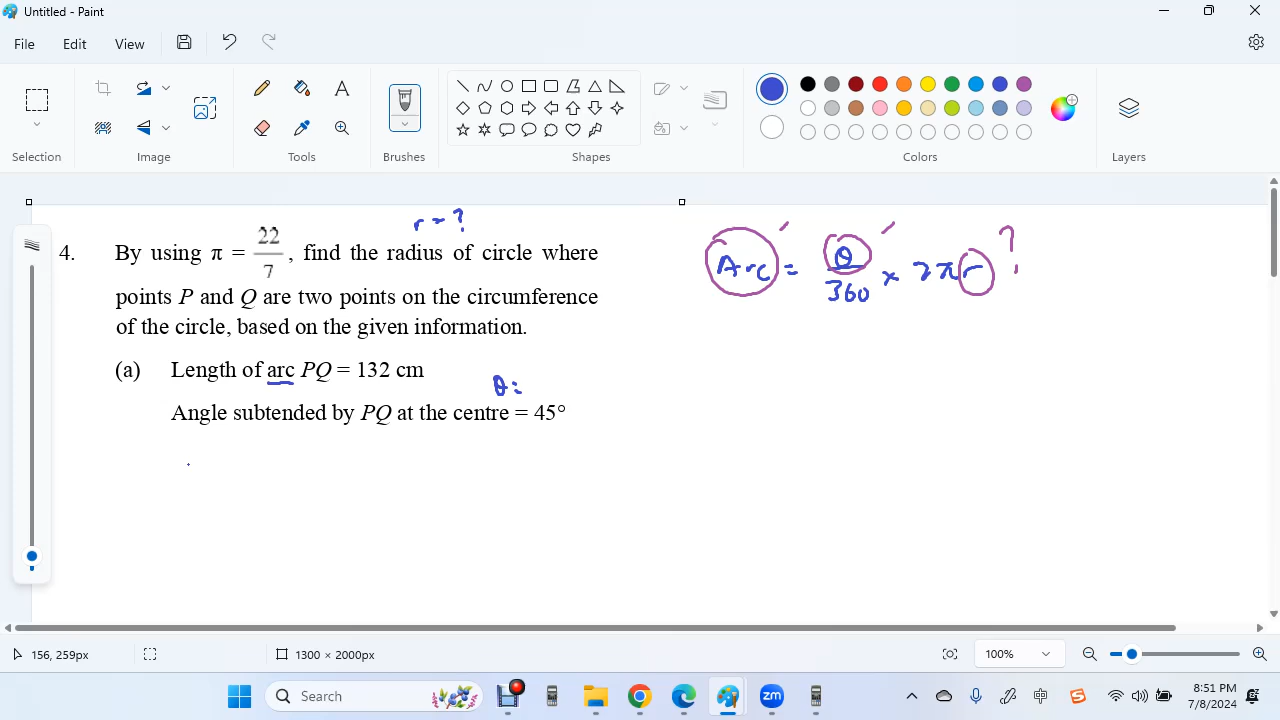 Untitled - Paint
File Edit View
Selection Image Tools Brushes Shapes Colors Layers
r = ?
4. By using π = 22/7, find the radius of circle where
points P and Q are two points on the circumference
of the circle, based on the given information.
(a) Length of arc PQ = 132 cm
θ =
Angle subtended by PQ at the centre = 45°
Arc = θ/360 × 2πr ?
156, 259px
1300 × 2000px
100%
Search
zm
中
8:51 PM
7/8/2024